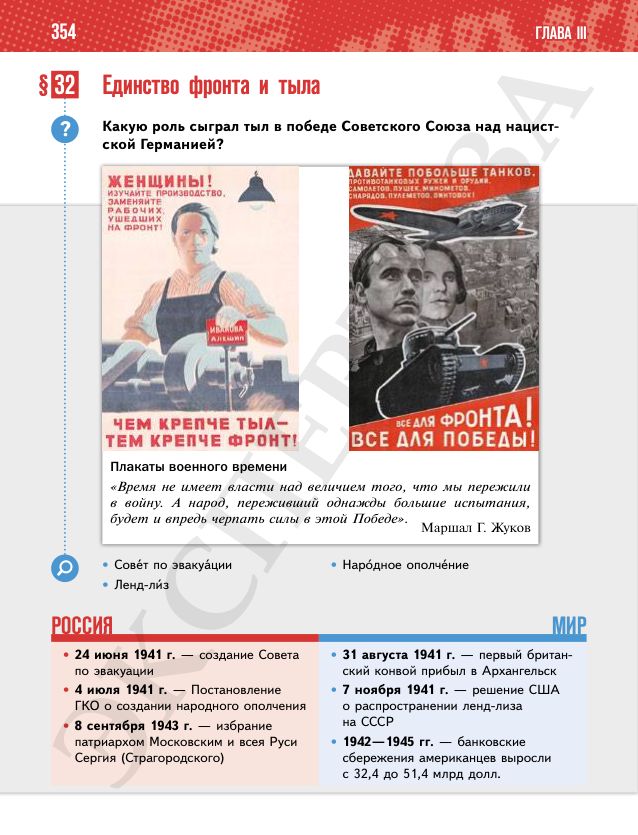 354
ГЛАВА III
§ 32
Единство фронта и тыла
?
Какую роль сыграл тыл в победе Советского Союза над нацист-
ской Германией?
ЖЕНЩИНЫ!
ИЗУЧАЙТЕ ПРОИЗВОДСТВО,
ЗАМЕНЯЙТЕ
РАБОЧИХ,
УШЕДШИХ
НА ФРОНТ!
ИВАНОВА
ЧЕМ КРЕПЧЕ ТЫЛ—
ТЕМ КРЕПЧЕ ФРОНТ!
ДАВАЙТЕ ПОБОЛЬШЕ ТАНКОВ,
ПРОТИВОТАНКОВЫХ РУЖЕЙ И ОРУДИЙ,
САМОЛЕТОВ, ПУШЕК, МИНОМЕТОВ,
СНАРЯДОВ, ПУЛЕМЕТОВ, ВИНТОВОК!
ВСЕ ДЛЯ ФРОНТА!
ВСЕ ДЛЯ ПОБЕДЫ!
Плакаты военного времени
«Время не имеет власти над величием того, что мы пережили
в войну. А народ, переживший однажды большие испытания,
будет и впредь черпать силы в этой Победе».
Маршал Г. Жуков
• Сове́т по эвакуа́ции
• Ленд-ли́з
• Наро́дное ополче́ние
РОССИЯ
• 24 июня 1941 г. — создание Совета
по эвакуации
• 4 июля 1941 г. — Постановление
ГКО о создании народного ополчения
• 8 сентября 1943 г. — избрание
патриархом Московским и всея Руси
Сергия (Страгородского)
МИР
• 31 августа 1941 г. — первый британ-
ский конвой прибыл в Архангельск
• 7 ноября 1941 г. — решение США
о распространении ленд-лиза
на СССР
• 1942—1945 гг. — банковские
сбережения американцев выросли
с 32,4 до 51,4 млрд долл.